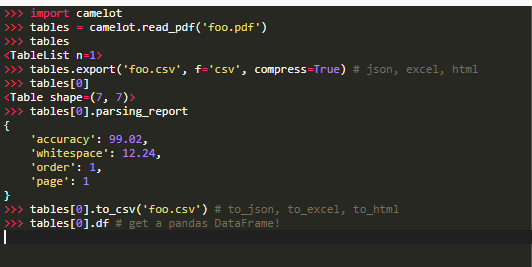 >>> import camelot
>>> tables = camelot.read_pdf('foo.pdf')
>>> tables
<TableList n=1>
>>> tables.export('foo.csv', f='csv', compress=True) # json, excel, html
>>> tables[0]
<Table shape=(7, 7)>
>>> tables[0].parsing_report
{
    'accuracy': 99.02,
    'whitespace': 12.24,
    'order': 1,
    'page': 1
}
>>> tables[0].to_csv('foo.csv') # to_json, to_excel, to_html
>>> tables[0].df # get a pandas DataFrame!